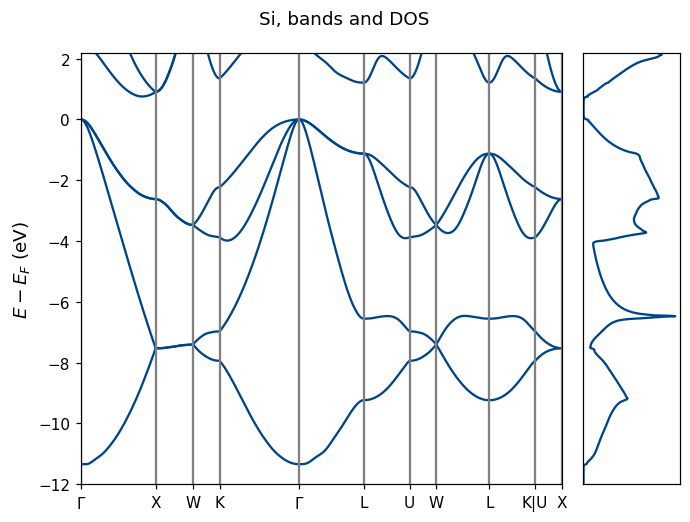 Si, bands and DOS
E − E_F (eV)
2
0
−2
−4
−6
−8
−10
−12
Γ X W K Γ L U W L K|U X